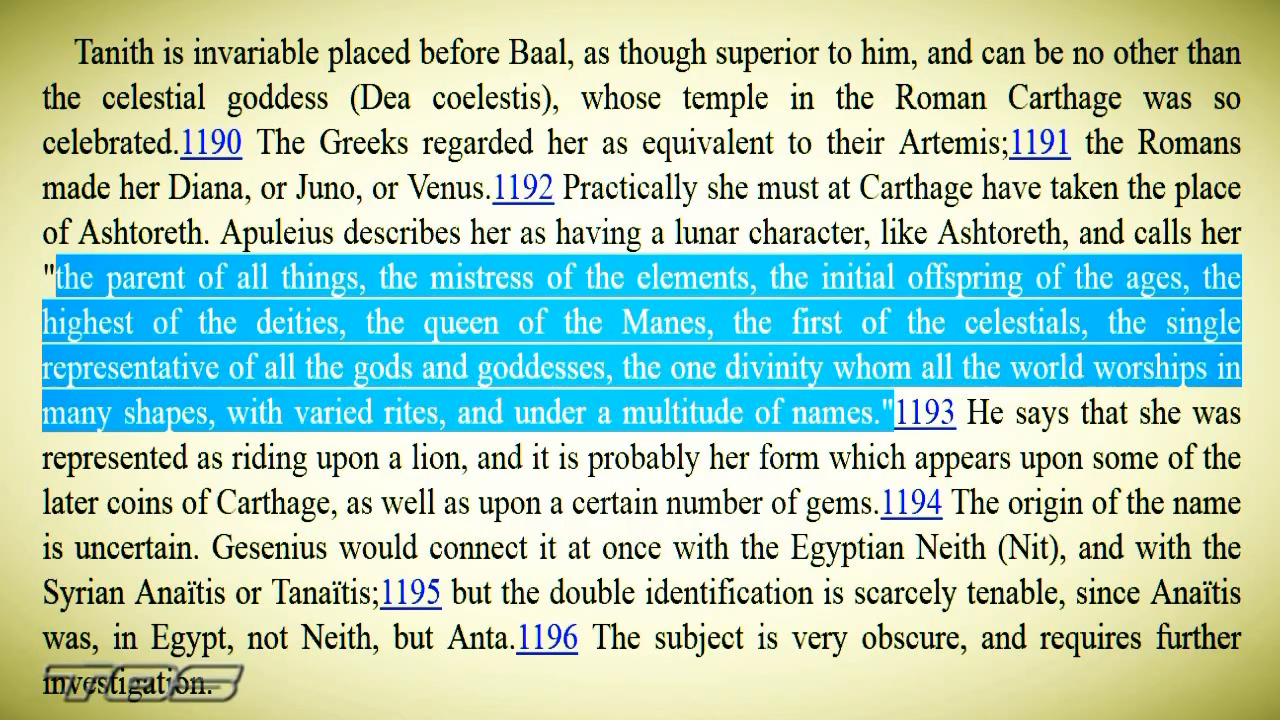 Tanith is invariable placed before Baal, as though superior to him, and can be no other than
the celestial goddess (Dea coelestis), whose temple in the Roman Carthage was so
celebrated.1190 The Greeks regarded her as equivalent to their Artemis;1191 the Romans
made her Diana, or Juno, or Venus.1192 Practically she must at Carthage have taken the place
of Ashtoreth. Apuleius describes her as having a lunar character, like Ashtoreth, and calls her
"the parent of all things, the mistress of the elements, the initial offspring of the ages, the
highest of the deities, the queen of the Manes, the first of the celestials, the single
representative of all the gods and goddesses, the one divinity whom all the world worships in
many shapes, with varied rites, and under a multitude of names."1193 He says that she was
represented as riding upon a lion, and it is probably her form which appears upon some of the
later coins of Carthage, as well as upon a certain number of gems.1194 The origin of the name
is uncertain. Gesenius would connect it at once with the Egyptian Neith (Nit), and with the
Syrian Anaïtis or Tanaïtis;1195 but the double identification is scarcely tenable, since Anaïtis
was, in Egypt, not Neith, but Anta.1196 The subject is very obscure, and requires further
investigation.